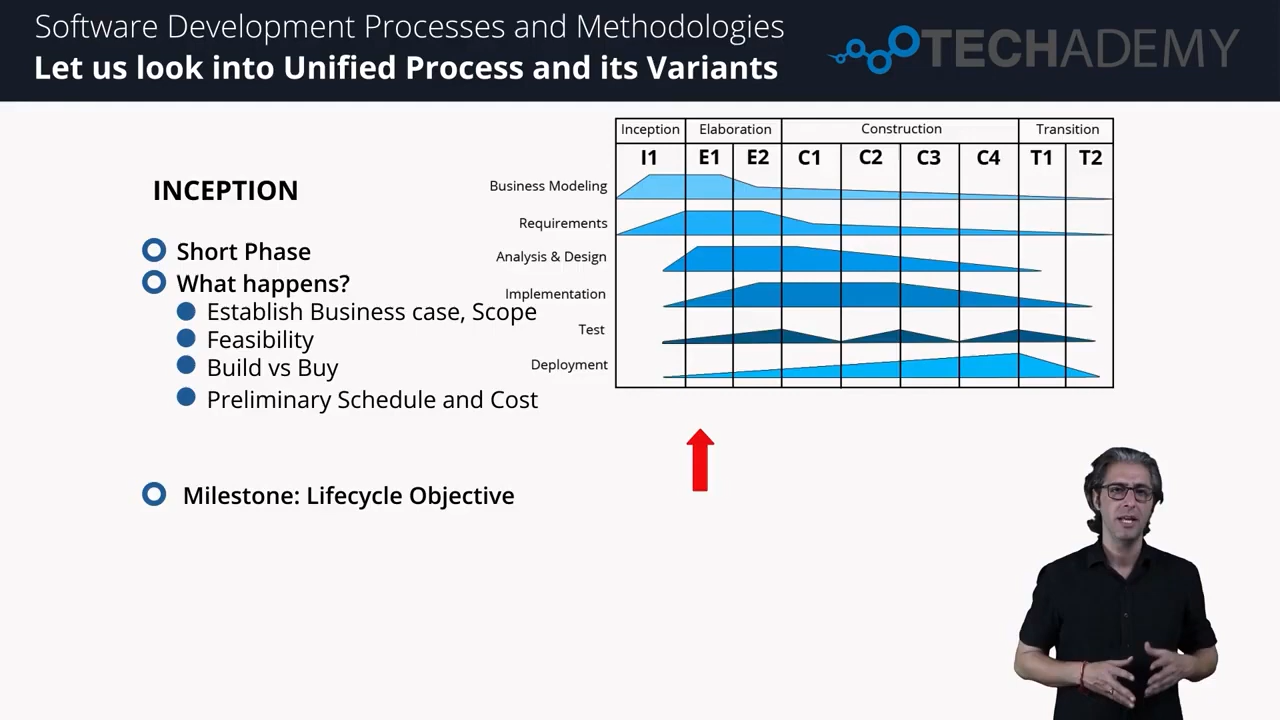 Software Development Processes and Methodologies
Let us look into Unified Process and its Variants
TECHADEMY
INCEPTION
Short Phase
What happens?
Establish Business case, Scope
Feasibility
Build vs Buy
Preliminary Schedule and Cost
Milestone: Lifecycle Objective
Inception Elaboration Construction Transition
I1 E1 E2 C1 C2 C3 C4 T1 T2
Business Modeling
Requirements
Analysis & Design
Implementation
Test
Deployment